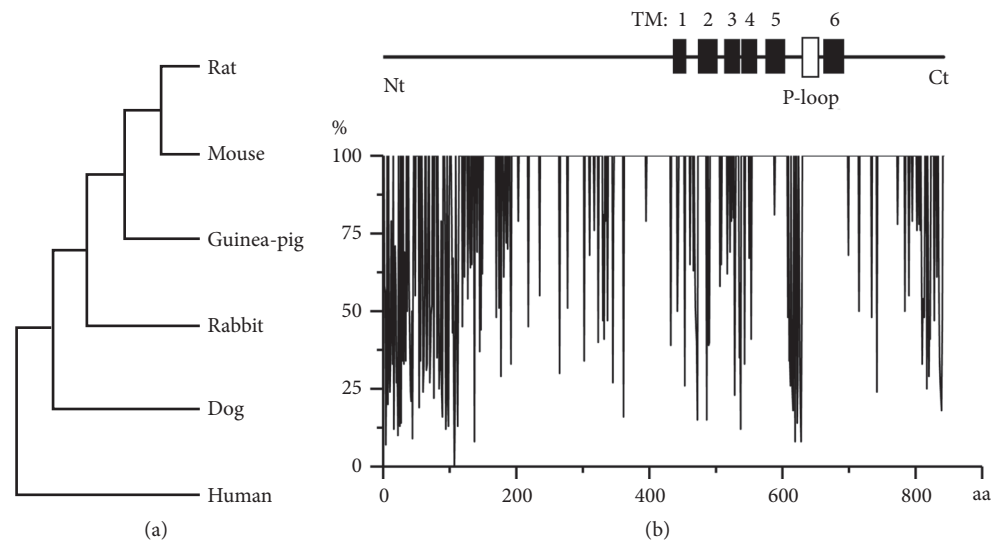 Rat
Mouse
Guinea-pig
Rabbit
Dog
Human
(a)
TM: 1 2 3 4 5 6
Nt
Ct
P-loop
%
100
75
50
25
0
0 200 400 600 800 aa
(b)